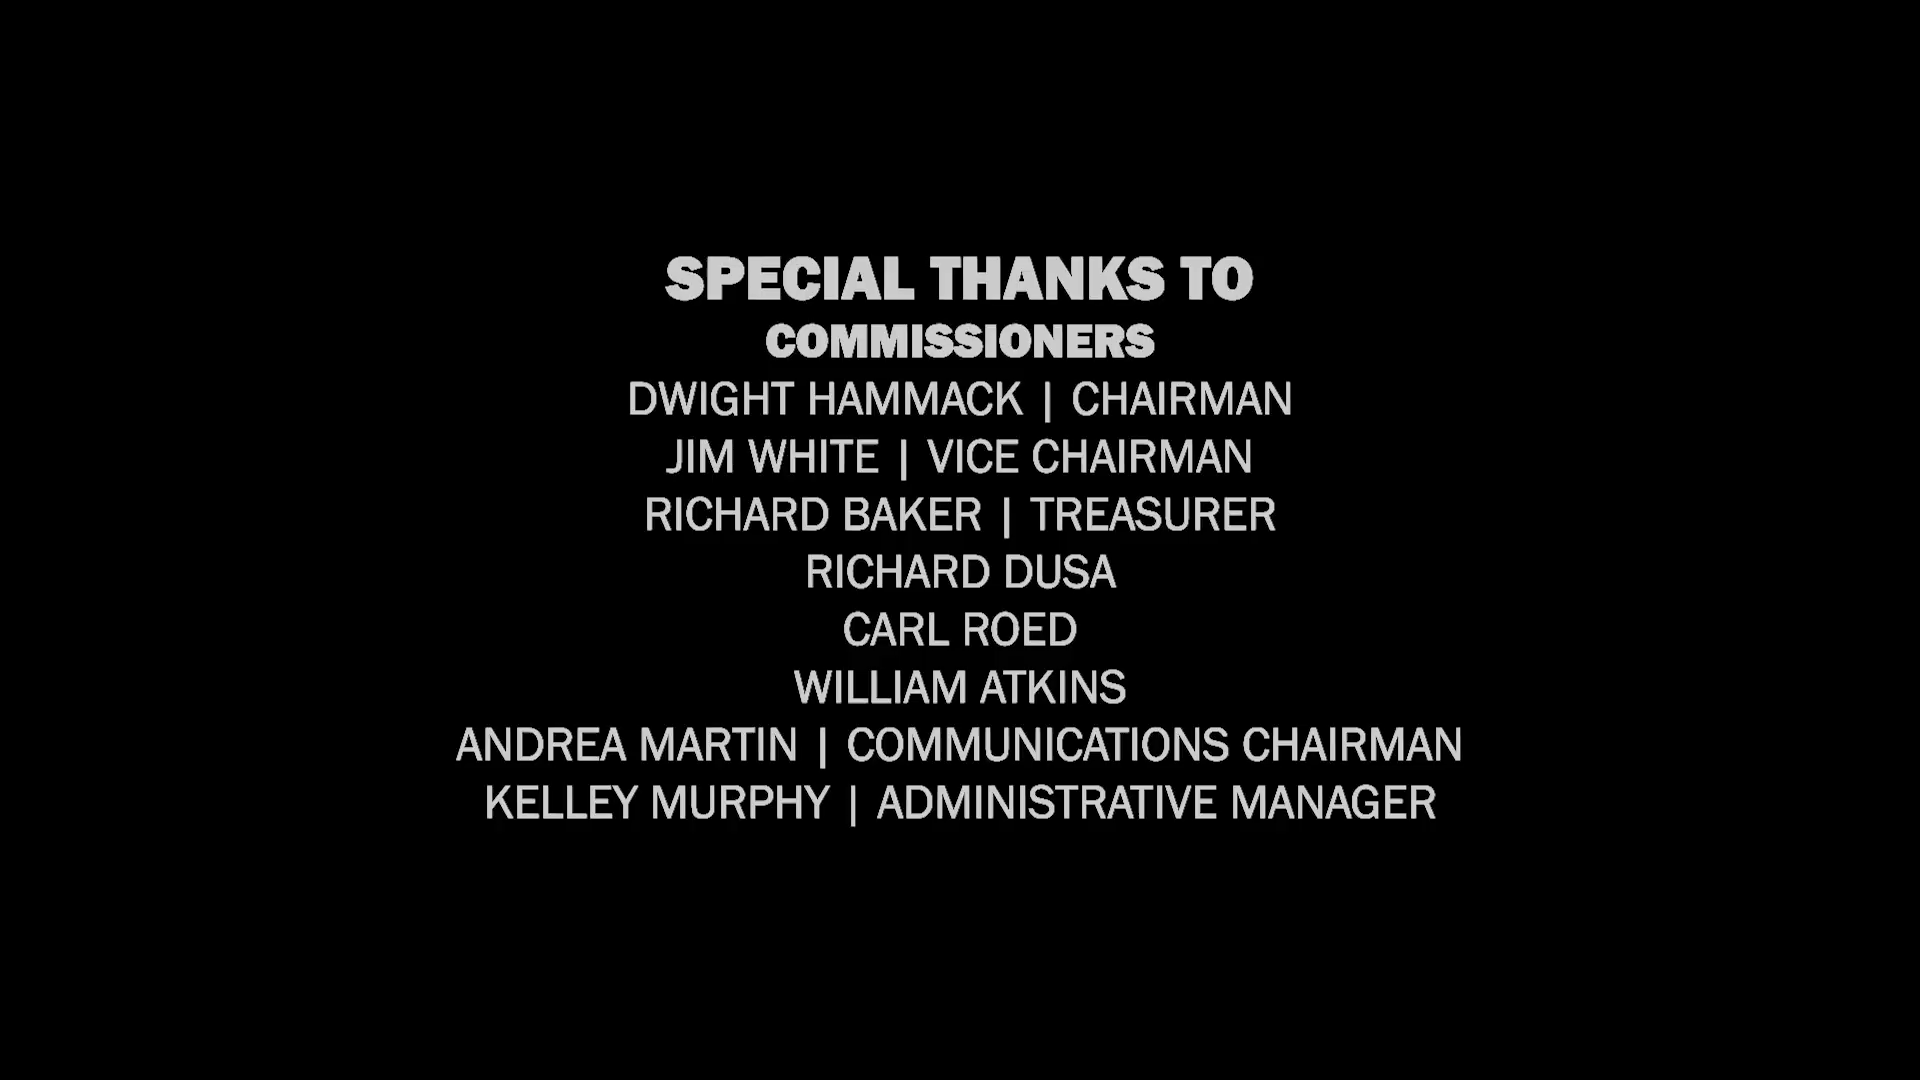 SPECIAL THANKS TO
COMMISSIONERS
DWIGHT HAMMACK | CHAIRMAN
JIM WHITE | VICE CHAIRMAN
RICHARD BAKER | TREASURER
RICHARD DUSA
CARL ROED
WILLIAM ATKINS
ANDREA MARTIN | COMMUNICATIONS CHAIRMAN
KELLEY MURPHY | ADMINISTRATIVE MANAGER